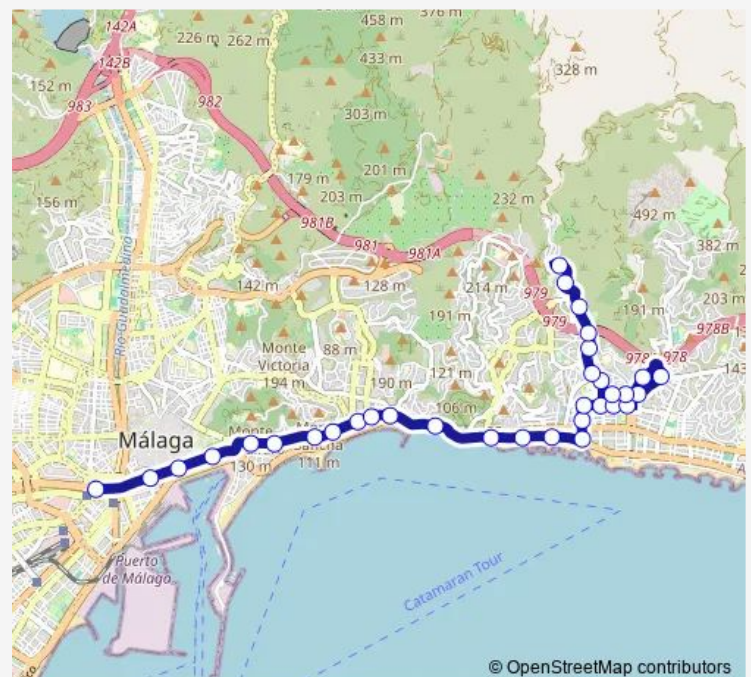 142A
226 m
262 m
458 m
376 m
433 m
328 m
142B
152 m
983
982
303 m
201 m
179 m
203 m
232 m
492 m
156 m
981B
981
981A
382 m
Río Guadalmedina
142 m
128 m
214 m
979
191 m
203 m
191 m
979
978B
Monte
Victoria
194 m
88 m
978
978
121 m
190 m
106 m
Málaga
130 m
111 m
Puerto
de Málaga
Catamaran Tour
© OpenStreetMap contributors